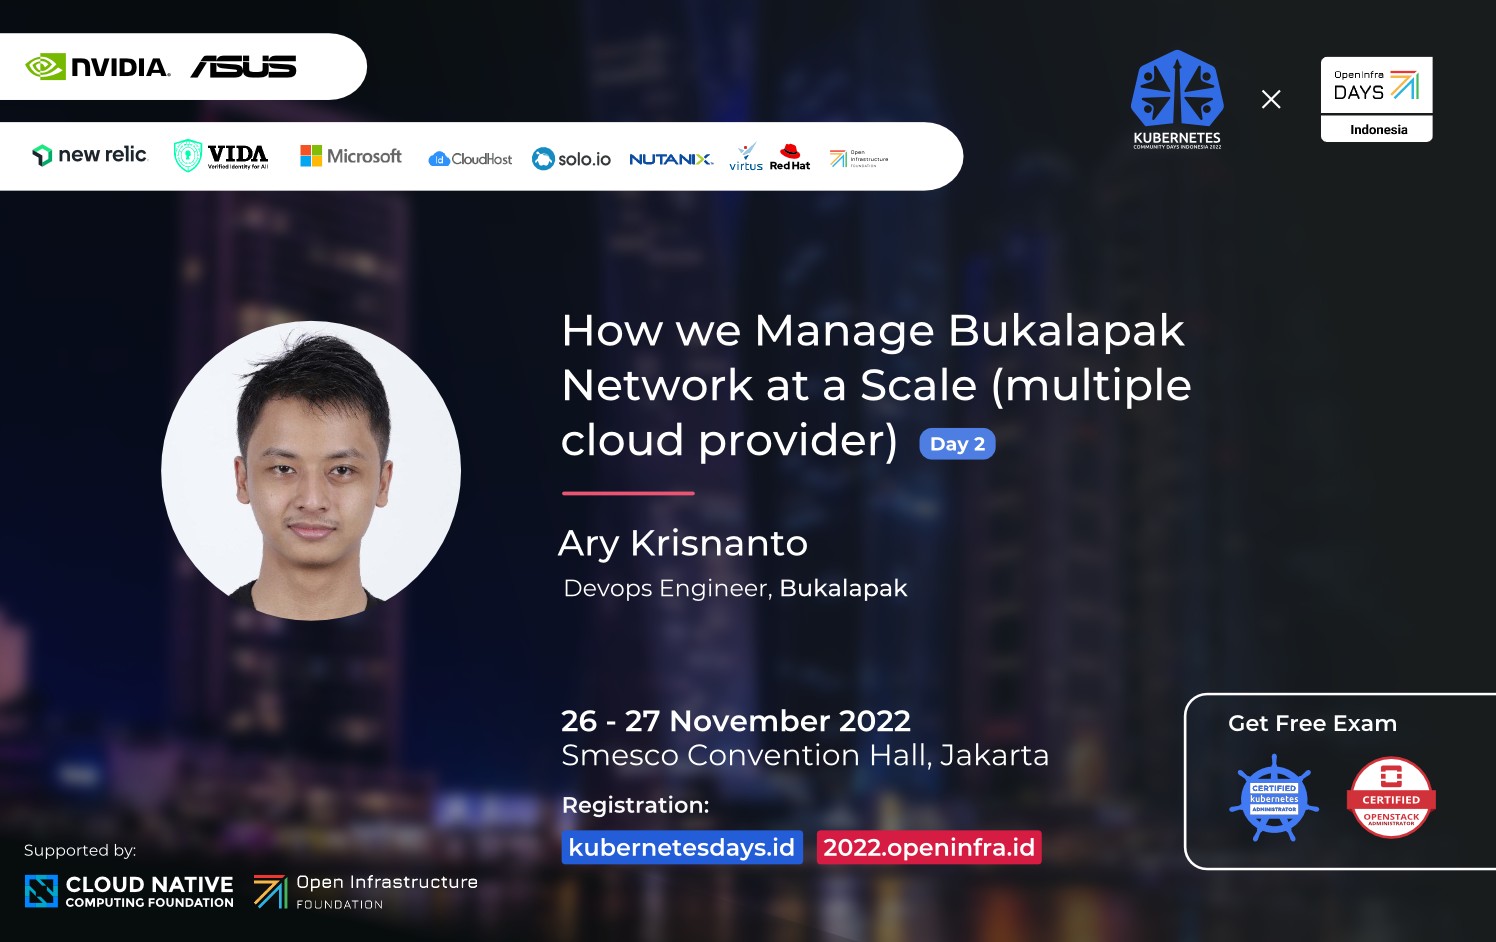 NVIDIA.
ASUS
new relic
VIDA
Verified Identity for All
Microsoft
Id CloudHost
solo.io
NUTANIX.
virtus
Red Hat
Open
Infrastructure
FOUNDATION
KUBERNETES
COMMUNITY DAYS INDONESIA 2022
OpenInfra
DAYS
Indonesia
How we Manage Bukalapak
Network at a Scale (multiple
cloud provider) Day 2
Ary Krisnanto
Devops Engineer, Bukalapak
26 - 27 November 2022
Smesco Convention Hall, Jakarta
Registration:
kubernetesdays.id 2022.openinfra.id
Get Free Exam
CERTIFIED
kubernetes
ADMINISTRATOR
CERTIFIED
OPENSTACK
ADMINISTRATOR
Supported by:
CLOUD NATIVE
COMPUTING FOUNDATION
Open Infrastructure
FOUNDATION